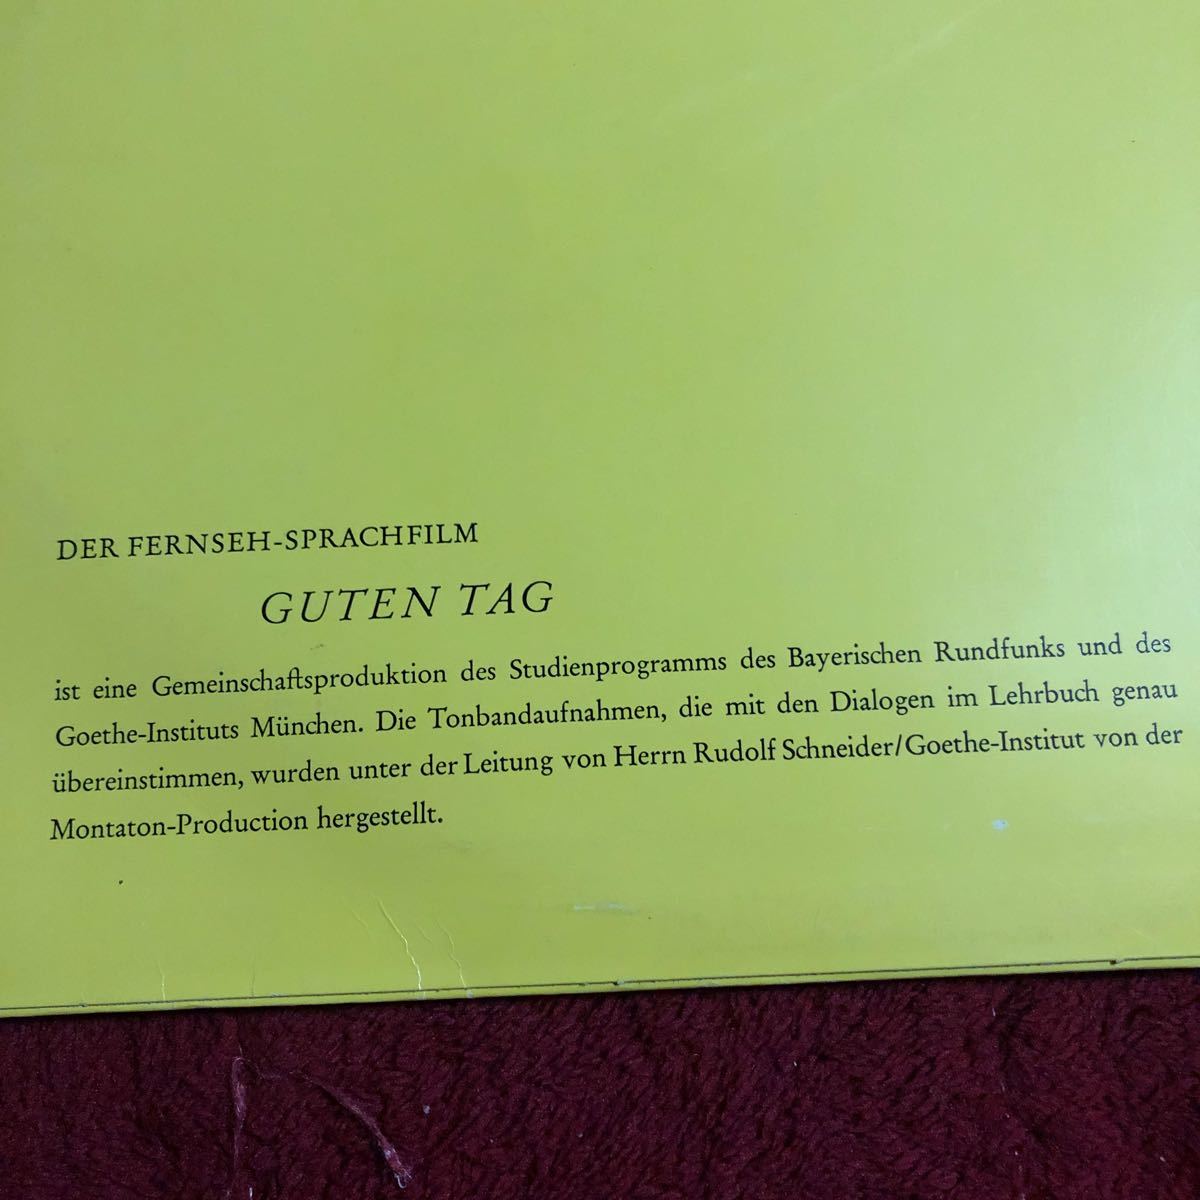 DER FERNSEH-SPRACHFILM
GUTEN TAG
ist eine Gemeinschaftsproduktion des Studienprogramms des Bayerischen Rundfunks und des
Goethe-Instituts München. Die Tonbandaufnahmen, die mit den Dialogen im Lehrbuch genau
übereinstimmen, wurden unter der Leitung von Herrn Rudolf Schneider/Goethe-Institut von der
Montaton-Production hergestellt.